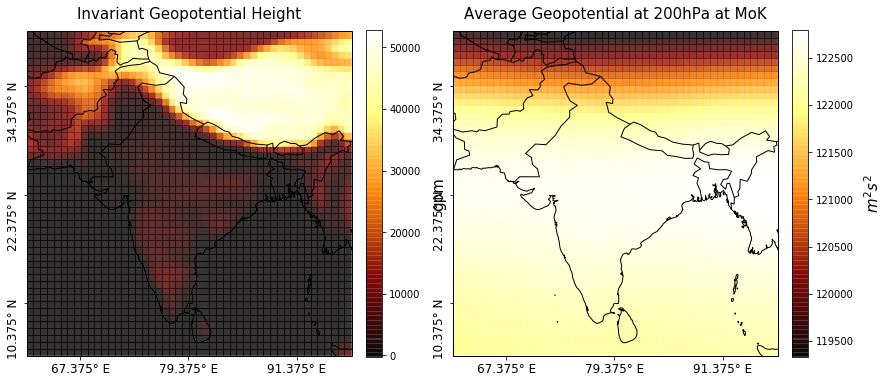 Invariant Geopotential Height
Average Geopotential at 200hPa at MoK
34.375° N
22.375° N
10.375° N
67.375° E
79.375° E
91.375° E
50000
40000
30000
20000
10000
0
gpm
34.375° N
22.375° N
10.375° N
67.375° E
79.375° E
91.375° E
122500
122000
121500
121000
120500
120000
119500
m²s²